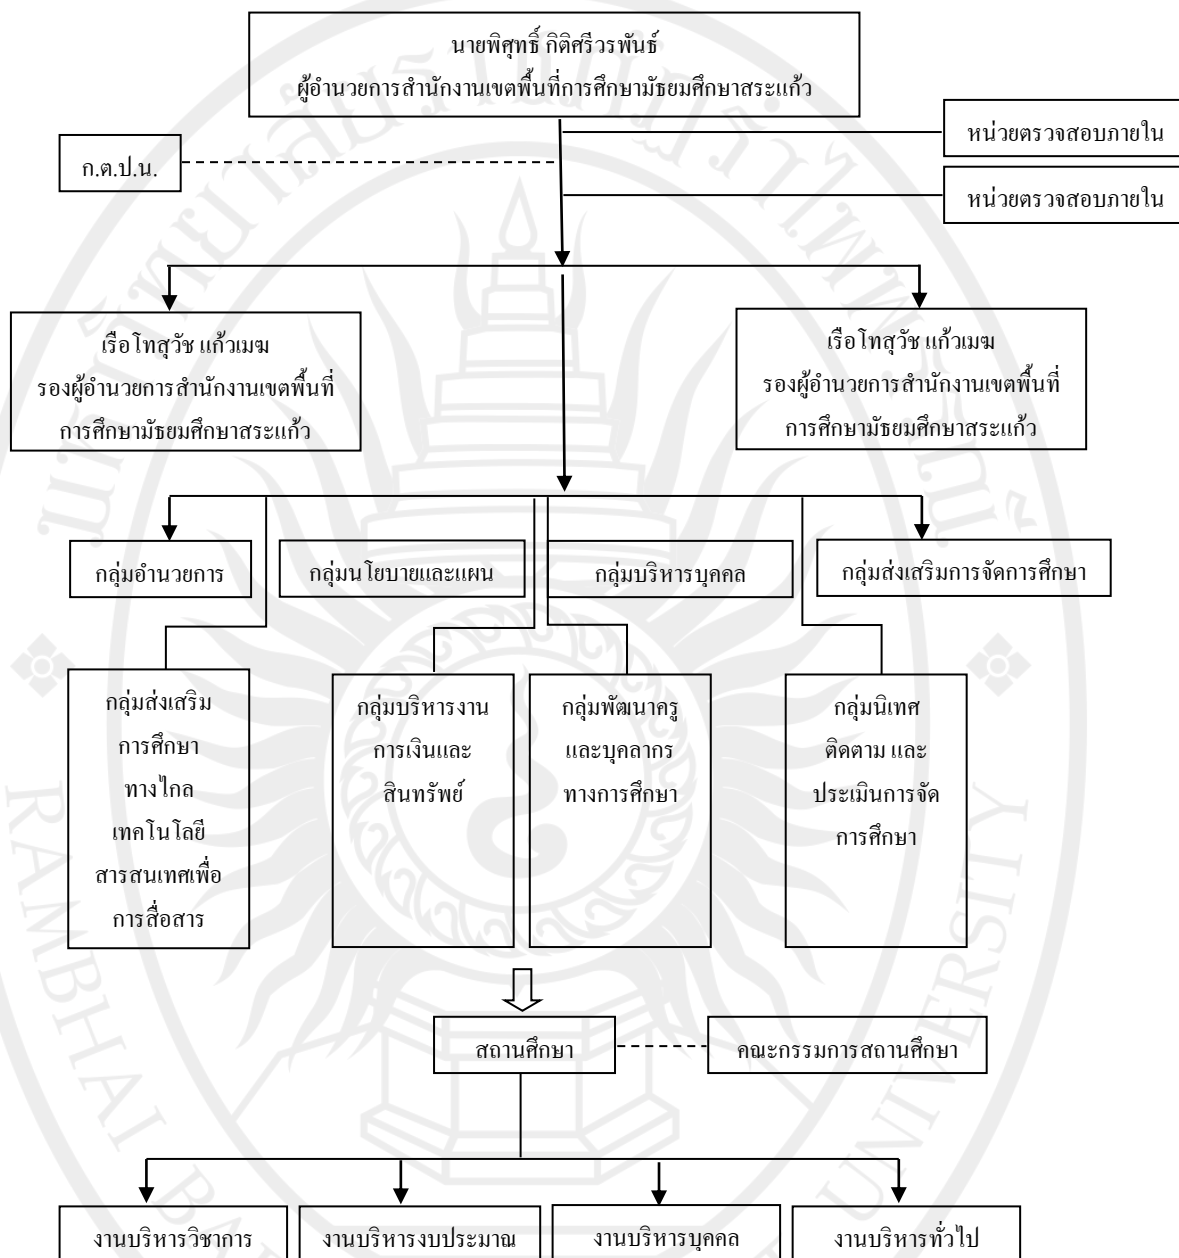 นายพิศุทธิ์ กิติศรีวรพันธ์
ผู้อำนวยการสำนักงานเขตพื้นที่การศึกษามัธยมศึกษาสระแก้ว
หน่วยตรวจสอบภายใน
ก.ต.ป.น.
หน่วยตรวจสอบภายใน
เรือโทสุวัช แก้วเมฆ
รองผู้อำนวยการสำนักงานเขตพื้นที่
การศึกษามัธยมศึกษาสระแก้ว
เรือโทสุวัช แก้วเมฆ
รองผู้อำนวยการสำนักงานเขตพื้นที่
การศึกษามัธยมศึกษาสระแก้ว
กลุ่มอำนวยการ
กลุ่มนโยบายและแผน
กลุ่มบริหารบุคคล
กลุ่มส่งเสริมการจัดการศึกษา
กลุ่มส่งเสริม
การศึกษา
ทางไกล
เทคโนโลยี
สารสนเทศเพื่อ
การสื่อสาร
กลุ่มบริหารงาน
การเงินและ
สินทรัพย์
กลุ่มพัฒนาครู
และบุคลากร
ทางการศึกษา
กลุ่มนิเทศ
ติดตาม และ
ประเมินการจัด
การศึกษา
สถานศึกษา
คณะกรรมการสถานศึกษา
งานบริหารวิชาการ
งานบริหารงบประมาณ
งานบริหารบุคคล
งานบริหารทั่วไป
มหาวิทยาลัยราชภัฏรำไพพรรณี
RAMBHAI
UNIVERSITY